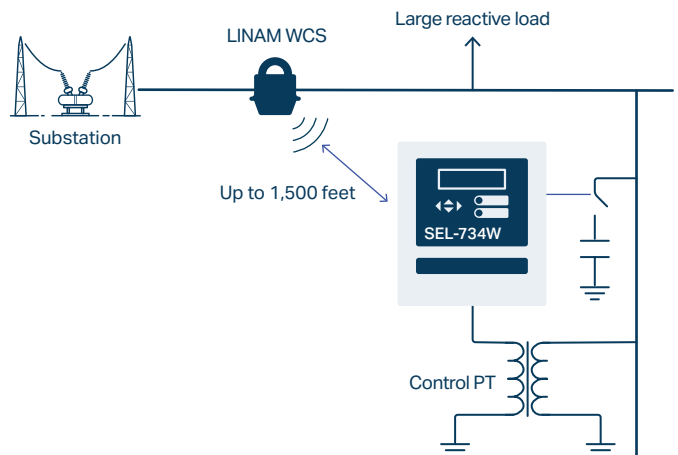 LINAM WCS
Large reactive load
Substation
Up to 1,500 feet
SEL-734W
Control PT